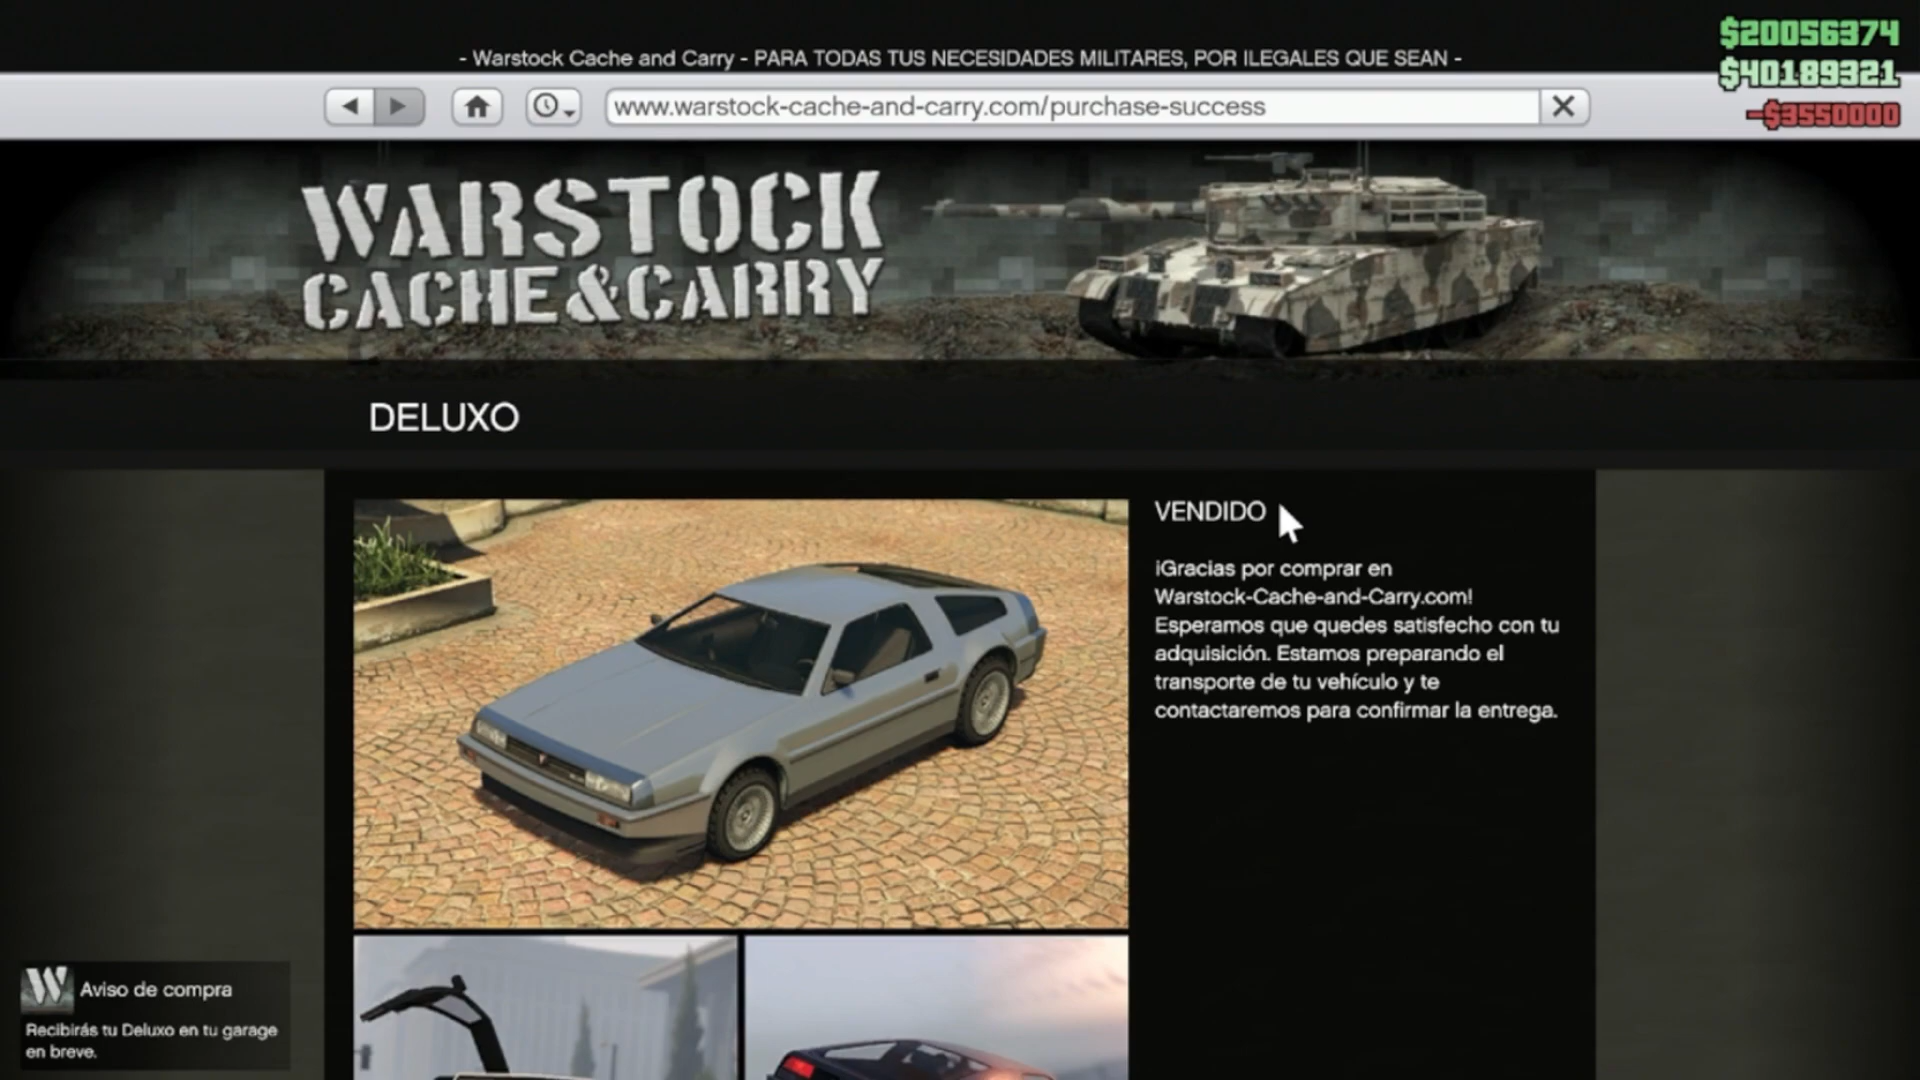 - Warstock Cache and Carry - PARA TODAS TUS NECESIDADES MILITARES, POR ILEGALES QUE SEAN -
$20056374
$40189321
-$3550000
www.warstock-cache-and-carry.com/purchase-success
WARSTOCK
CACHE&CARRY
DELUXO
VENDIDO
¡Gracias por comprar en
Warstock-Cache-and-Carry.com!
Esperamos que quedes satisfecho con tu
adquisición. Estamos preparando el
transporte de tu vehículo y te
contactaremos para confirmar la entrega.
W
Aviso de compra
Recibirás tu Deluxo en tu garage
en breve.